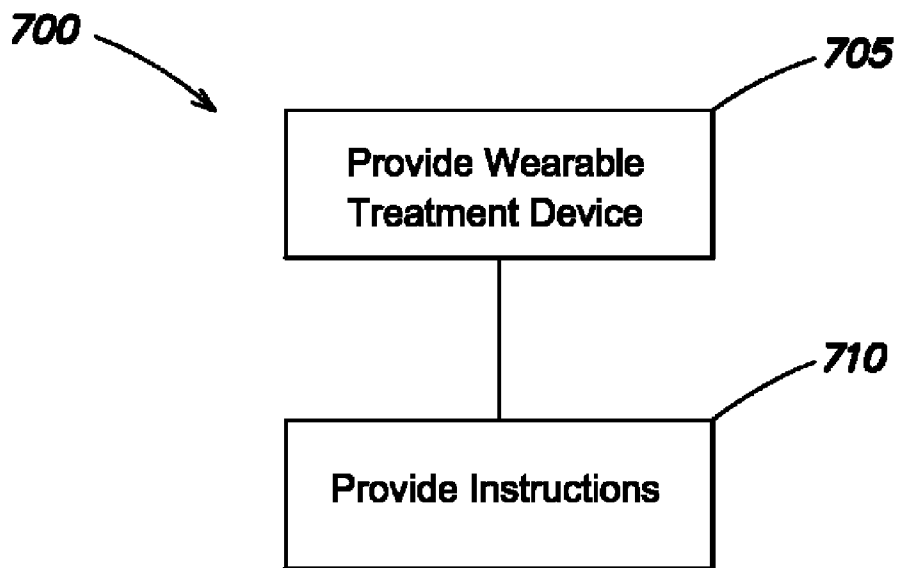 700
705
Provide Wearable
Treatment Device
710
Provide Instructions